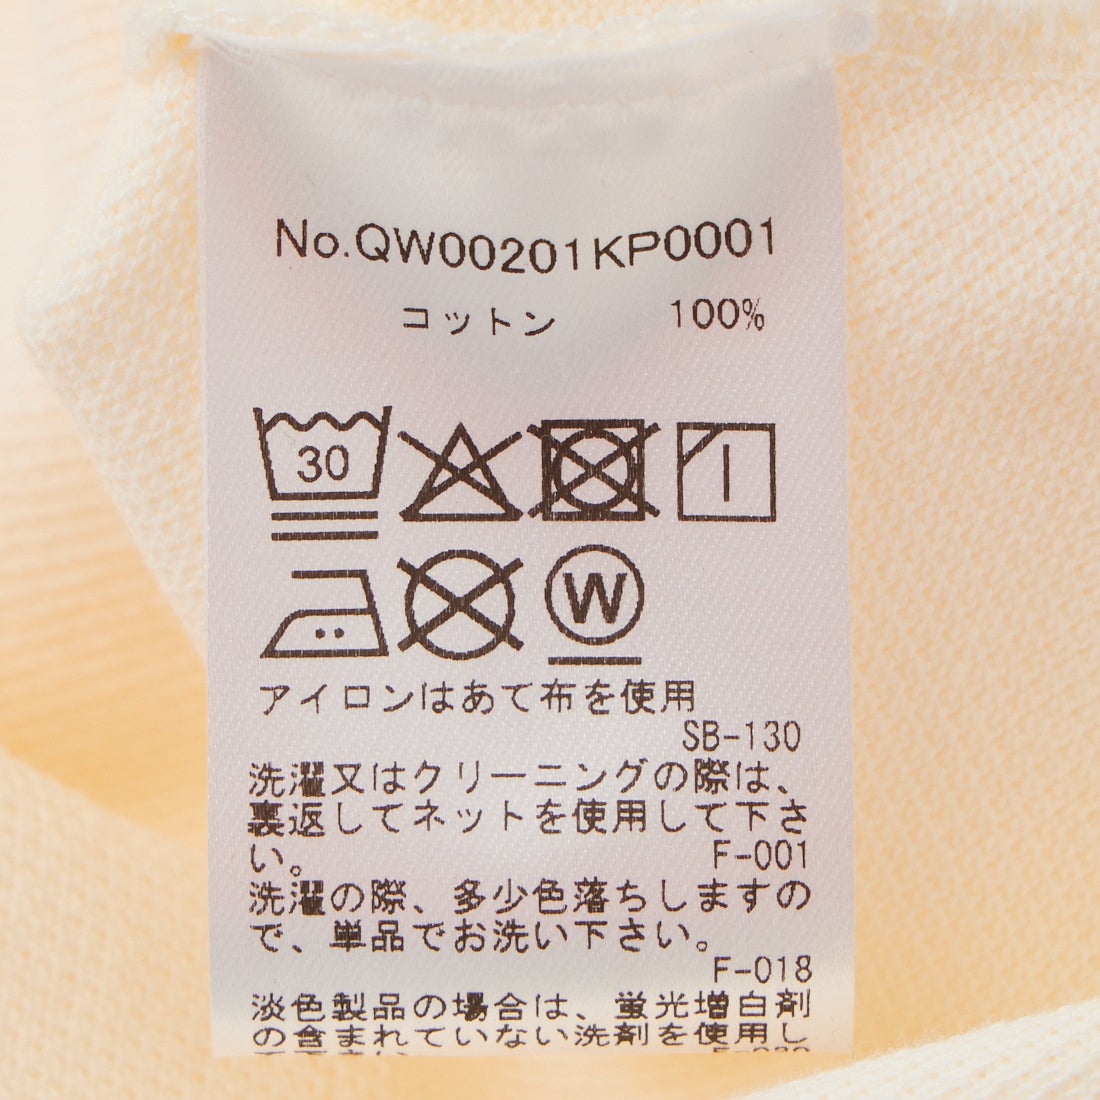 No.QW00201KP0001
コットン 100%
30
W
アイロンはあて布を使用
SB-130
洗濯又はクリーニングの際は、
裏返してネットを使用して下さ
い。 F-001
洗濯の際、多少色落ちしますの
で、単品でお洗い下さい。
F-018
淡色製品の場合は、蛍光増白剤
の含まれていない洗剤を使用し